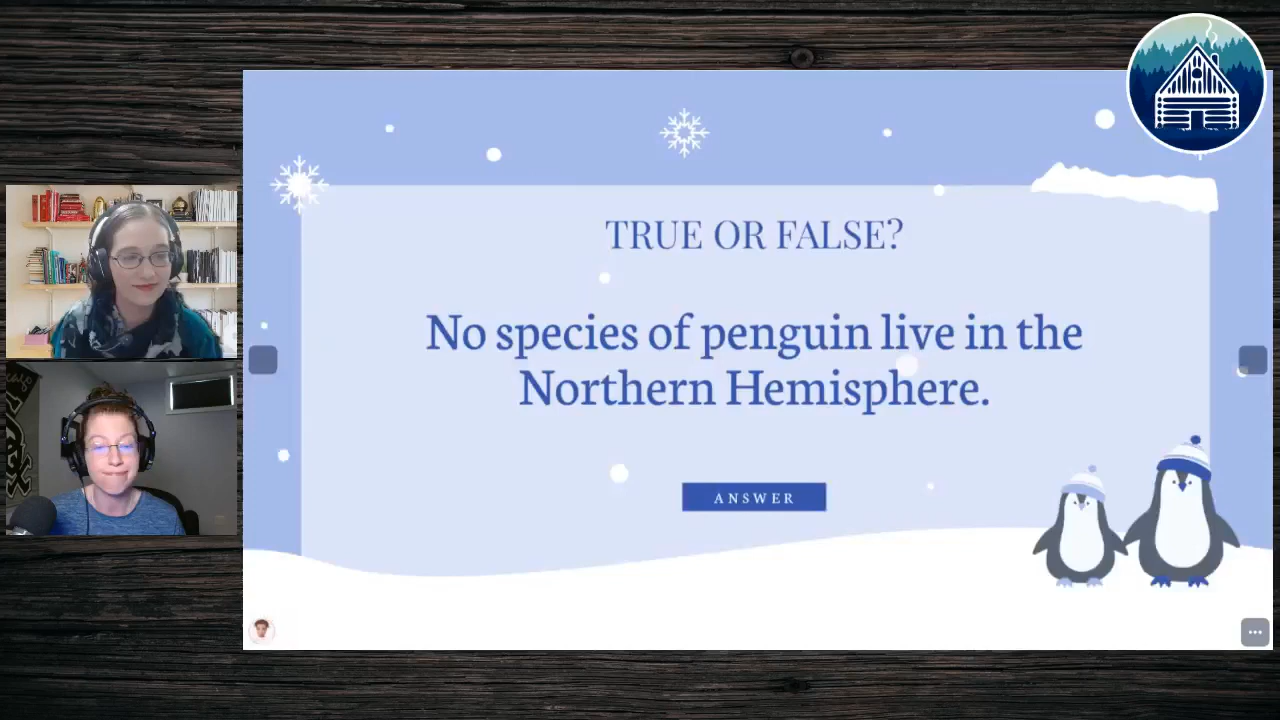 TRUE OR FALSE?
No species of penguin live in the
Northern Hemisphere.
ANSWER